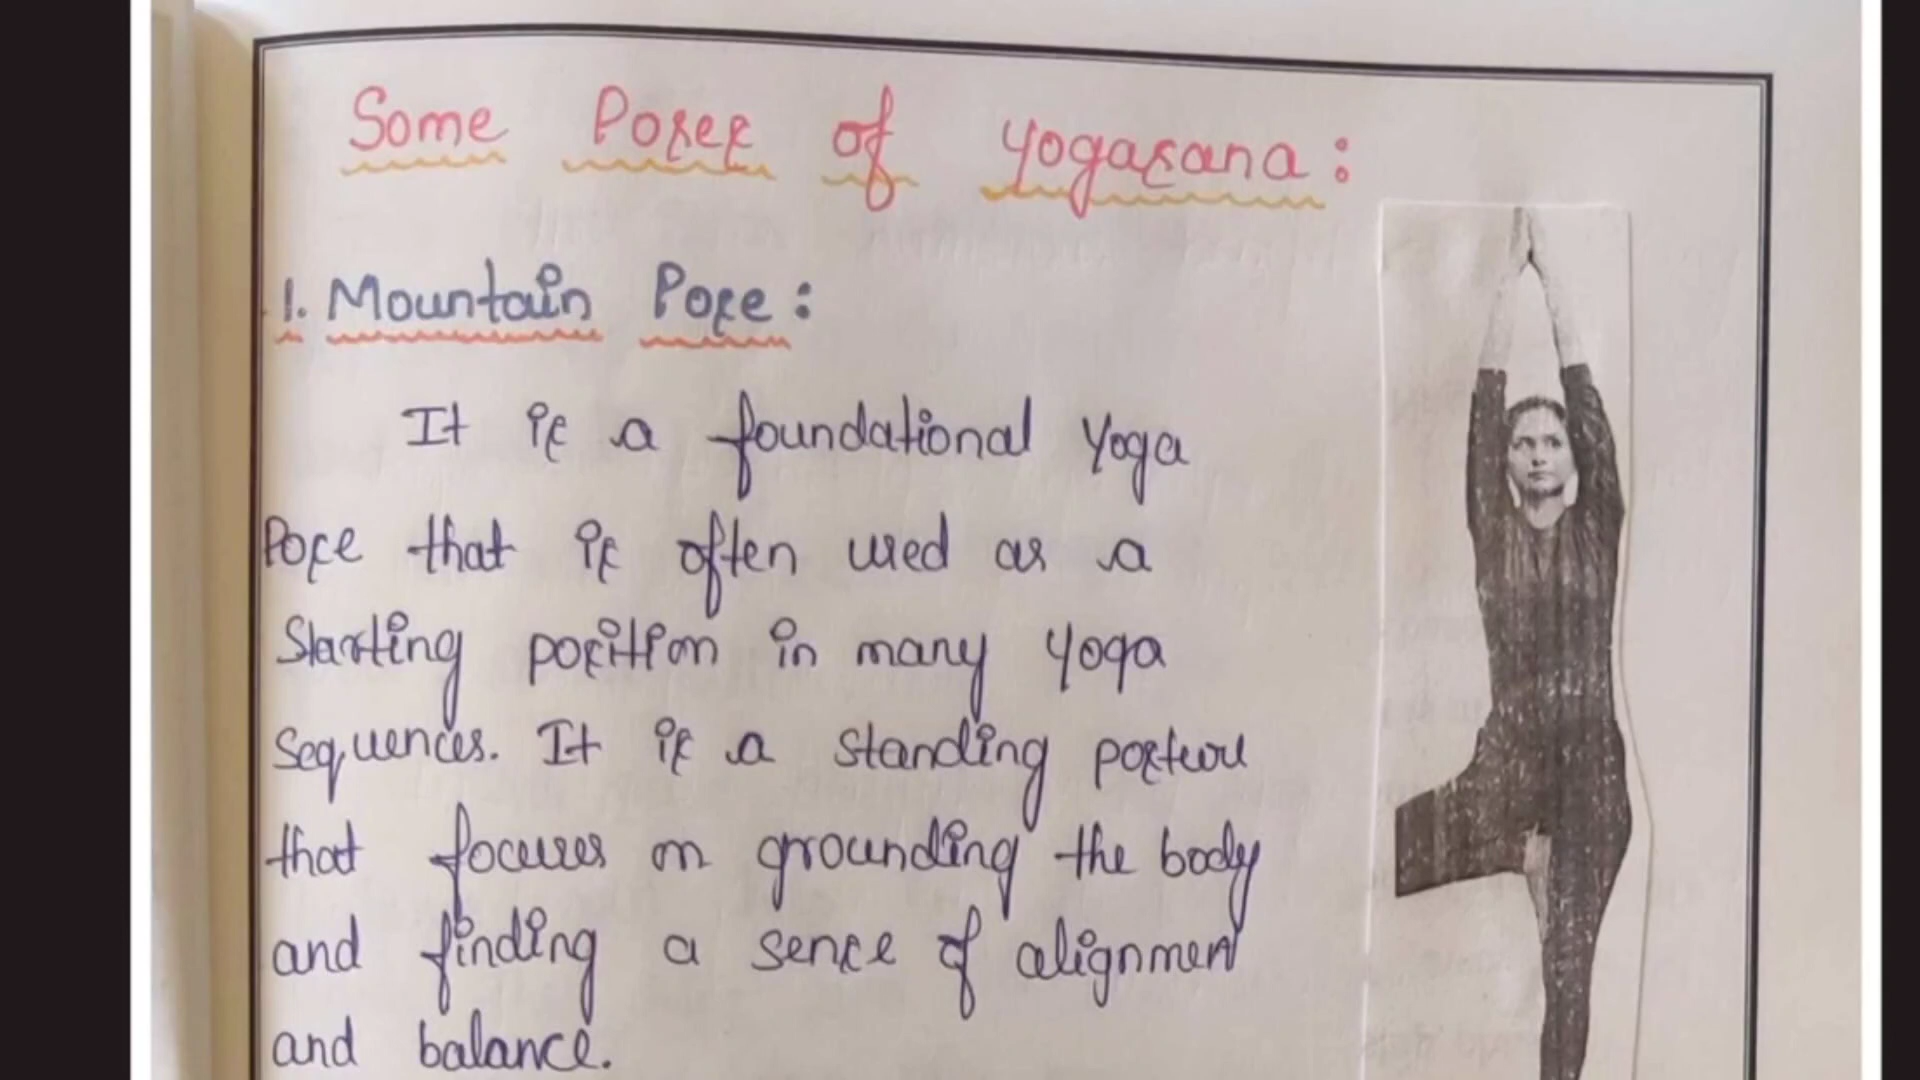 Some Poses of Yogasana:
1. Mountain Pose:
It is a foundational Yoga
Pose that is often used as a
Starting position in many Yoga
Sequences. It is a standing posture
that focuses on grounding the body
and finding a sense of alignment
and balance.